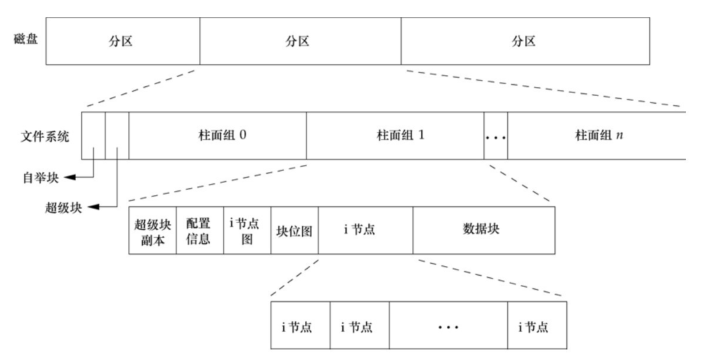 磁盘
分区
分区
分区
文件系统
柱面组 0
柱面组 1
...
柱面组 n
自举块
超级块
超级块
副本
配置
信息
i 节点
图
块位图
i 节点
数据块
i 节点
i 节点
...
i 节点